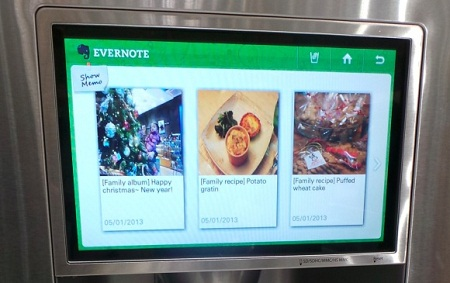 EVERNOTE
Show
Memo
[Family album] Happy
christmas~ New year!
05/01/2013
[Family recipe] Potato
gratin
05/01/2013
[Family recipe] Puffed
wheat cake
05/01/2013